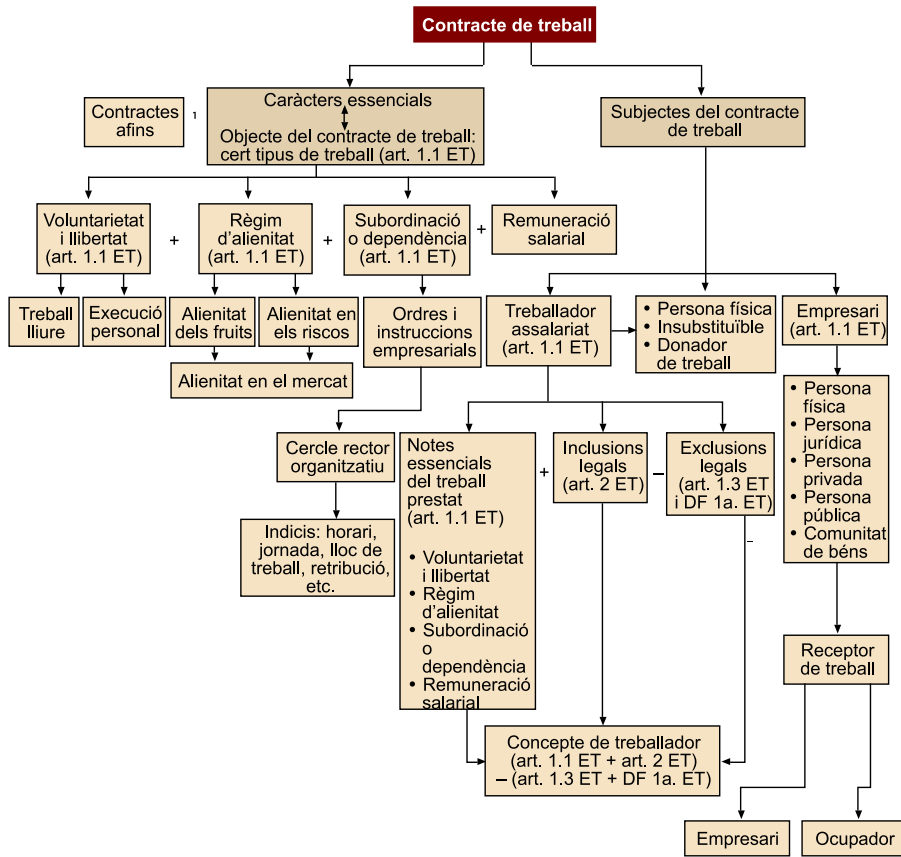 Contracte de treball
Contractes
afins
1
Caràcters essencials
Objecte del contracte de treball:
cert tipus de treball (art. 1.1 ET)
Subjectes del contracte
de treball
Voluntarietat
i llibertat
(art. 1.1 ET)
+
Règim
d'alienitat
(art. 1.1 ET)
+
Subordinació
o dependència
(art. 1.1 ET)
+
Remuneració
salarial
Treball
lliure
Execució
personal
Alienitat
dels fruits
Alienitat en
els riscos
Alienitat en el mercat
Ordres i
instruccions
empresarials
Treballador
assalariat
(art. 1.1 ET)
• Persona física
• Insubstituïble
• Donador
de treball
Empresari
(art. 1.1 ET)
• Persona
física
• Persona
jurídica
• Persona
privada
• Persona
pública
• Comunitat
de béns
Cercle rector
organitzatiu
Indicis: horari,
jornada, lloc de
treball, retribució,
etc.
Notes
essencials
del treball
prestat
(art. 1.1 ET)
• Voluntarietat
i llibertat
• Règim
d'alienitat
• Subordinació
o
dependència
• Remuneració
salarial
+
Inclusions
legals
(art. 2 ET)
–
Exclusions
legals
(art. 1.3 ET
i DF 1a. ET)
–
Receptor
de treball
Concepte de treballador
(art. 1.1 ET + art. 2 ET)
– (art. 1.3 ET + DF 1a. ET)
Empresari
Ocupador